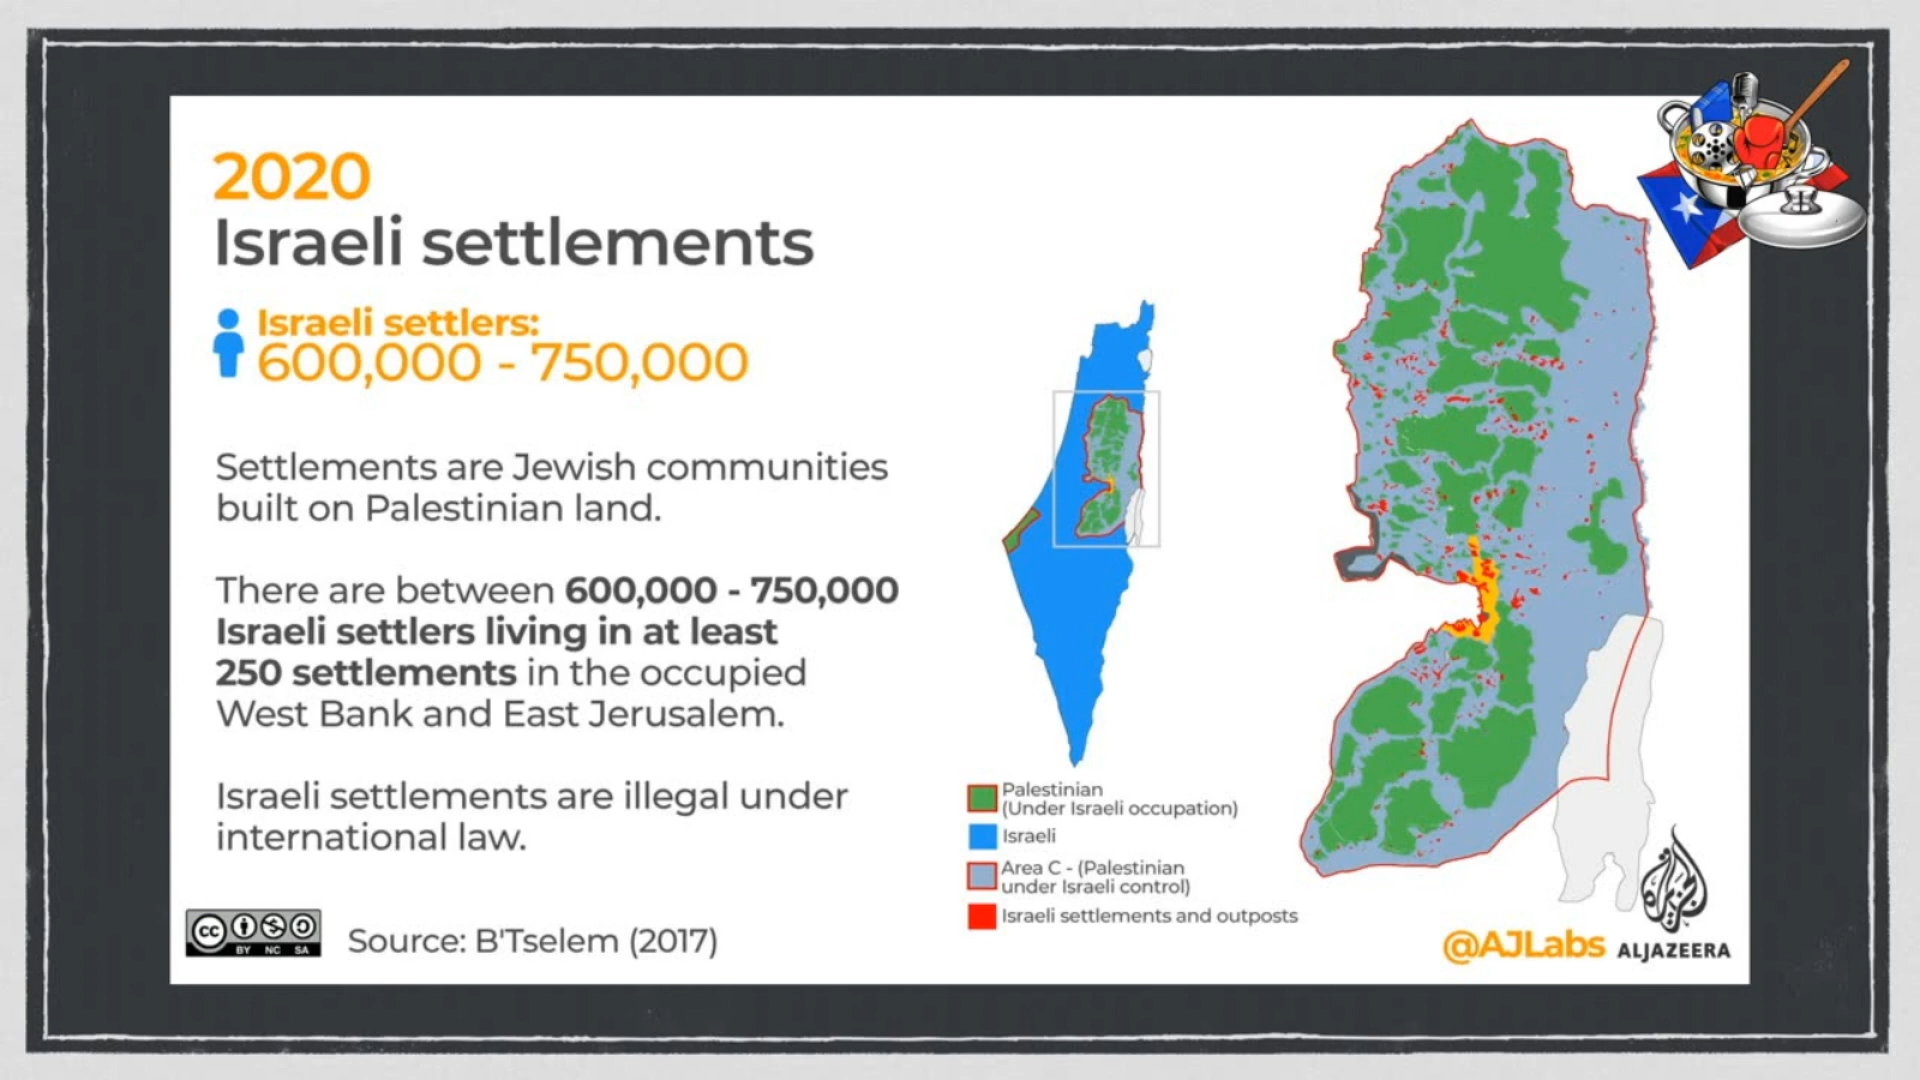 2020
Israeli settlements
Israeli settlers:
600,000 - 750,000
Settlements are Jewish communities
built on Palestinian land.
There are between 600,000 - 750,000
Israeli settlers living in at least
250 settlements in the occupied
West Bank and East Jerusalem.
Israeli settlements are illegal under
international law.
cc
BY NC SA
Source: B'Tselem (2017)
Palestinian
(Under Israeli occupation)
Israeli
Area C - (Palestinian
under Israeli control)
Israeli settlements and outposts
@AJLabs
ALJAZEERA